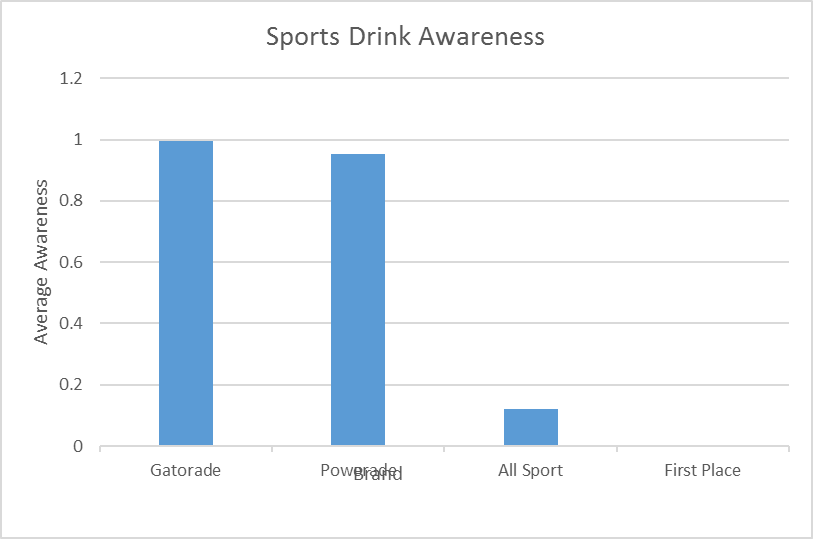 Sports Drink Awareness
1.2
1
0.8
0.6
0.4
0.2
0
Average Awareness
Gatorade
Powerade
All Sport
First Place
Brand